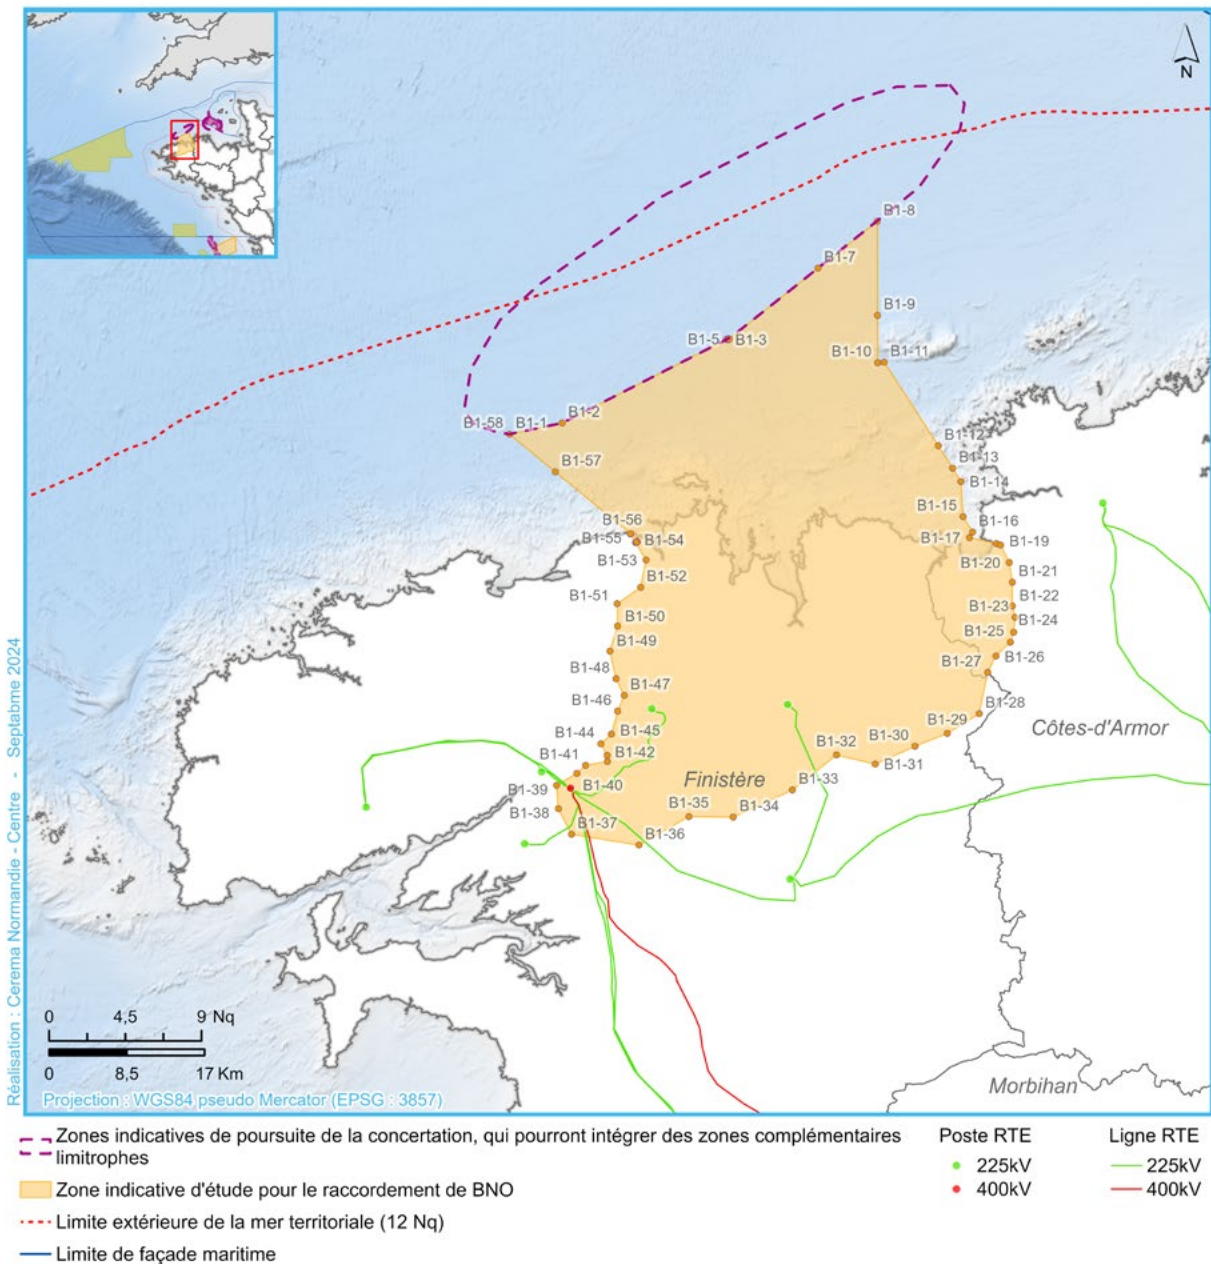 N
B1-8
B1-7
B1-9
B1-5
B1-3
B1-10
B1-11
B1-2
B1-58
B1-1
B1-12
B1-13
B1-57
B1-14
B1-15
B1-56
B1-16
B1-55
B1-54
B1-17
B1-19
B1-53
B1-20
B1-21
B1-52
B1-51
B1-22
B1-50
B1-23
B1-24
B1-49
B1-25
B1-48
B1-26
B1-27
B1-47
B1-46
B1-28
B1-45
B1-29
Côtes-d'Armor
B1-44
B1-30
B1-42
B1-32
B1-41
B1-31
Finistère
B1-33
B1-39
B1-40
B1-38
B1-35
B1-34
B1-37
B1-36
Morbihan
0 4,5 9 Nq
0 8,5 17 Km
Projection : WGS84 pseudo Mercator (EPSG : 3857)
Réalisation : Cerema Normandie - Centre - Septabme 2024
Zones indicatives de poursuite de la concertation, qui pourront intégrer des zones complémentaires
limitrophes
Zone indicative d'étude pour le raccordement de BNO
Limite extérieure de la mer territoriale (12 Nq)
Limite de façade maritime
Poste RTE
225kV
400kV
Ligne RTE
225kV
400kV